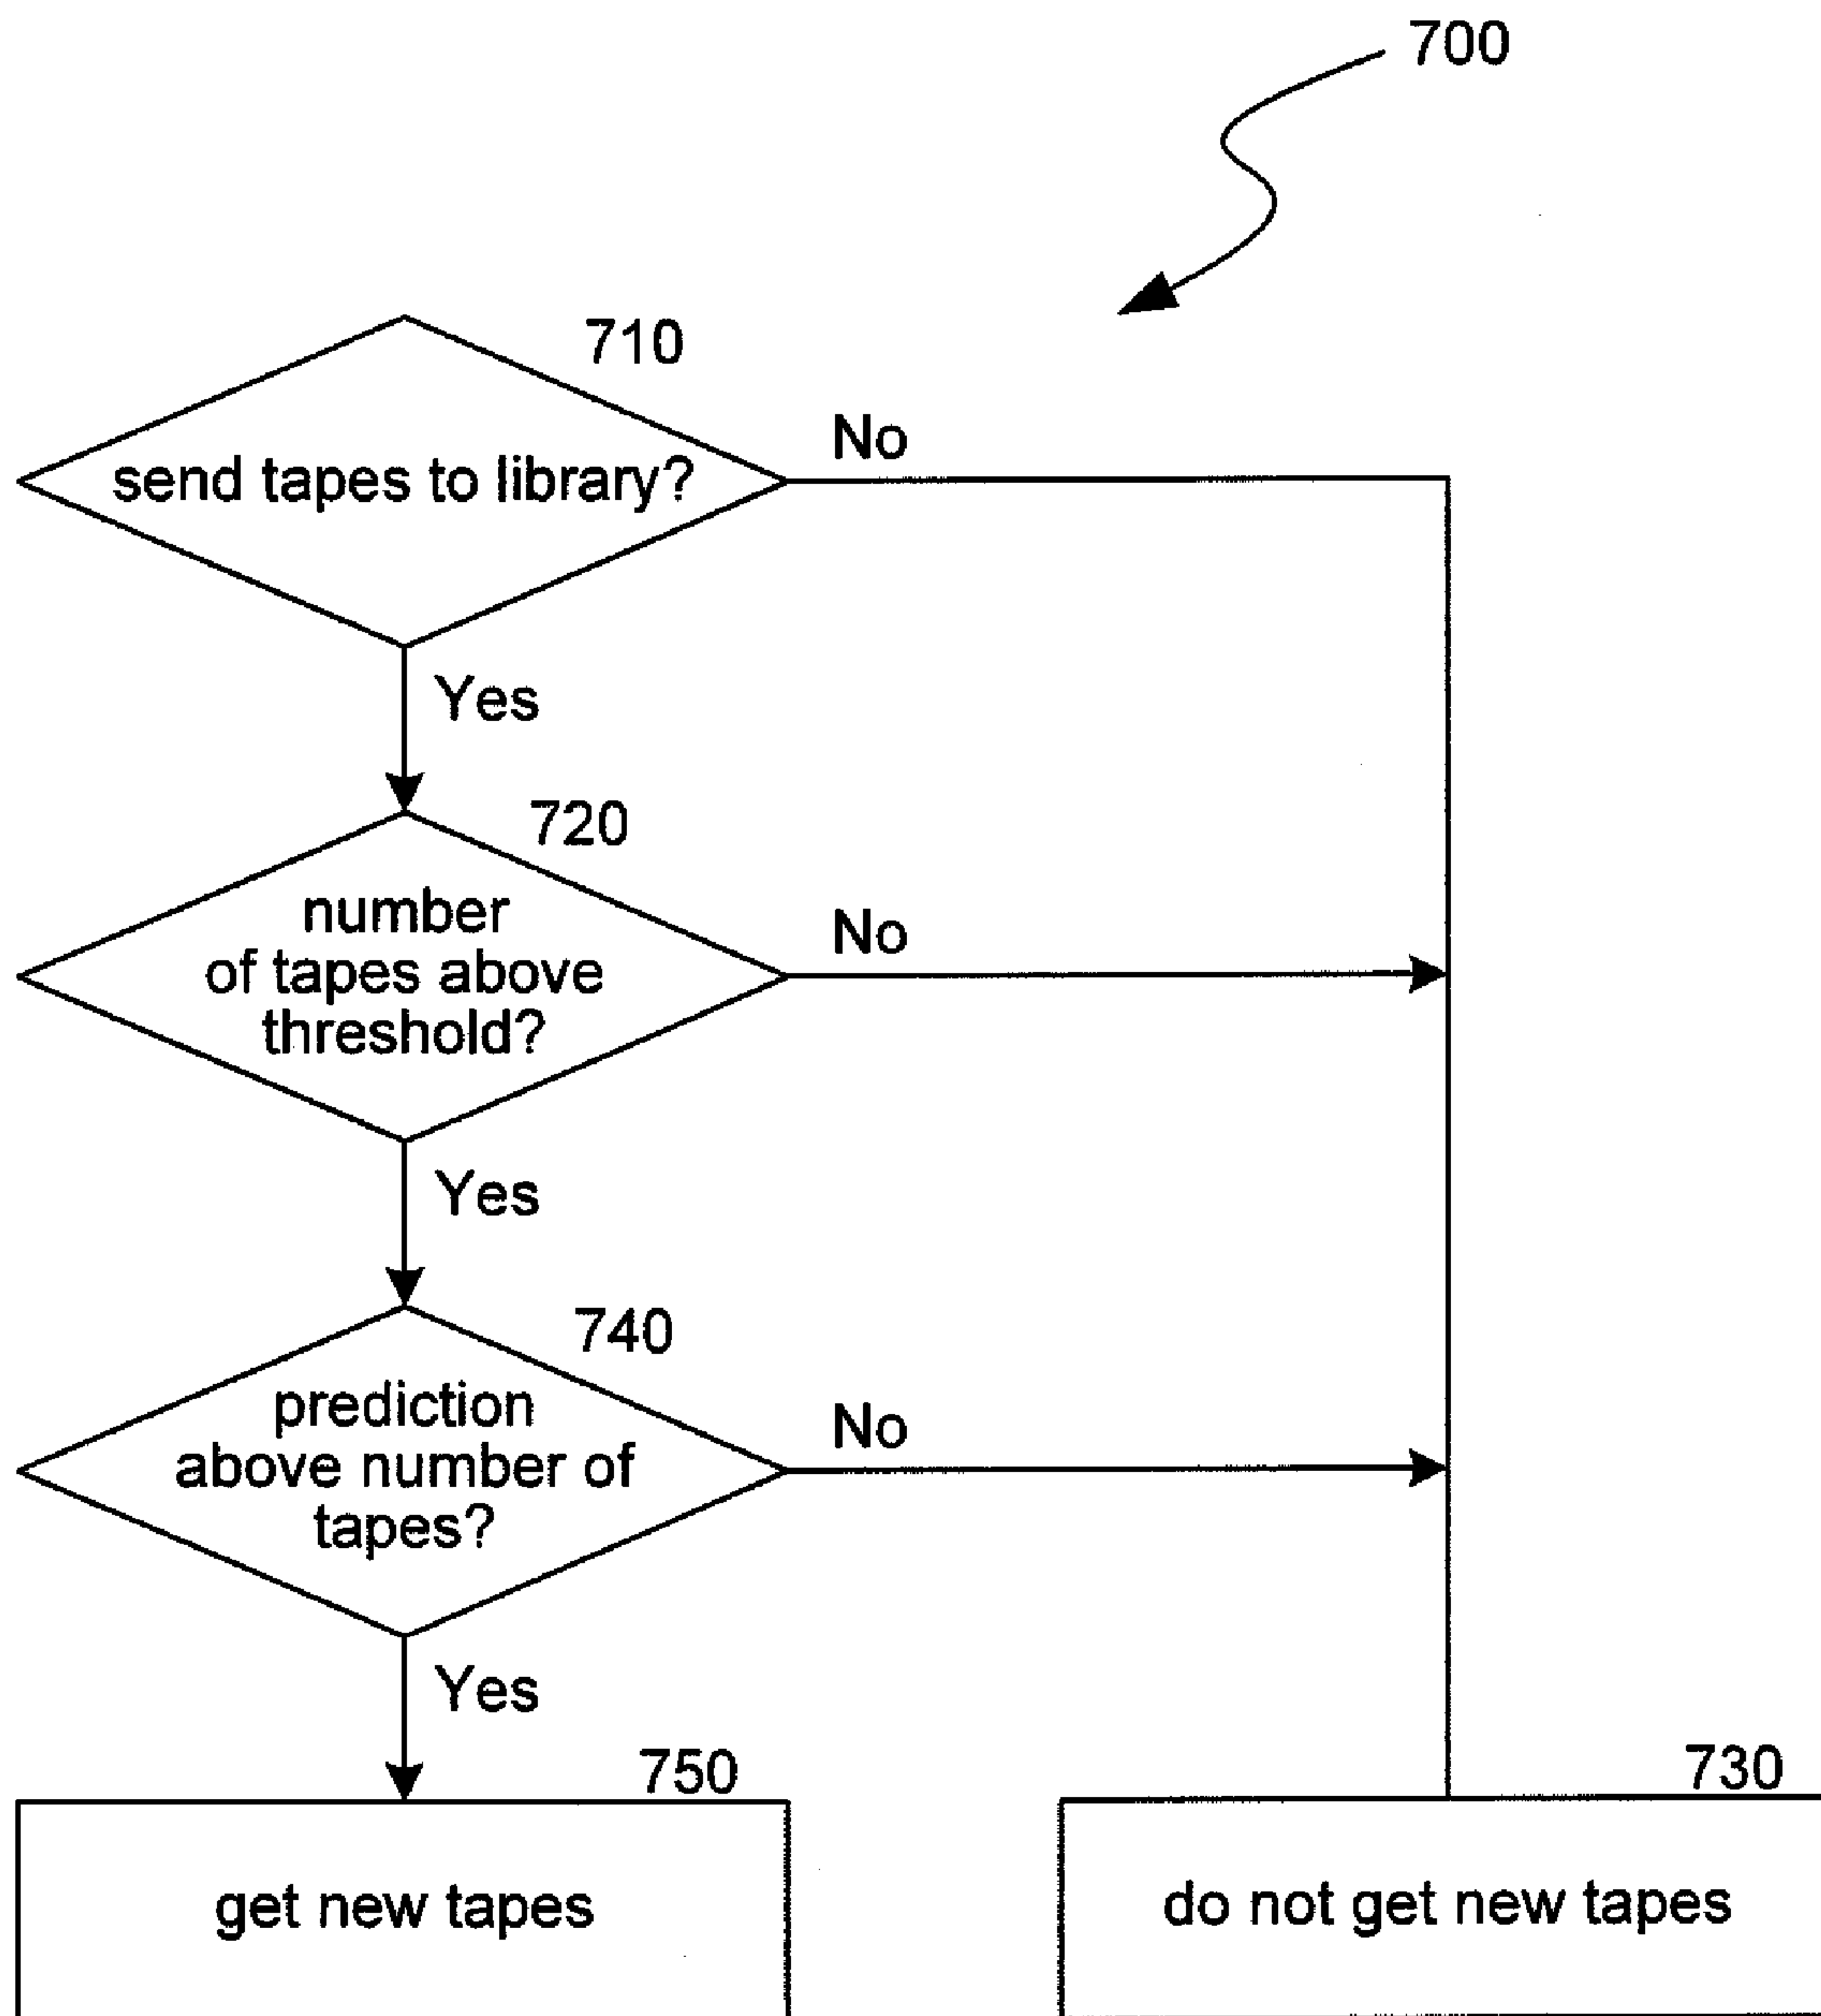 700
710
send tapes to library?
No
Yes
720
number
of tapes above
threshold?
No
Yes
740
prediction
above number of
tapes?
No
Yes
750
get new tapes
730
do not get new tapes